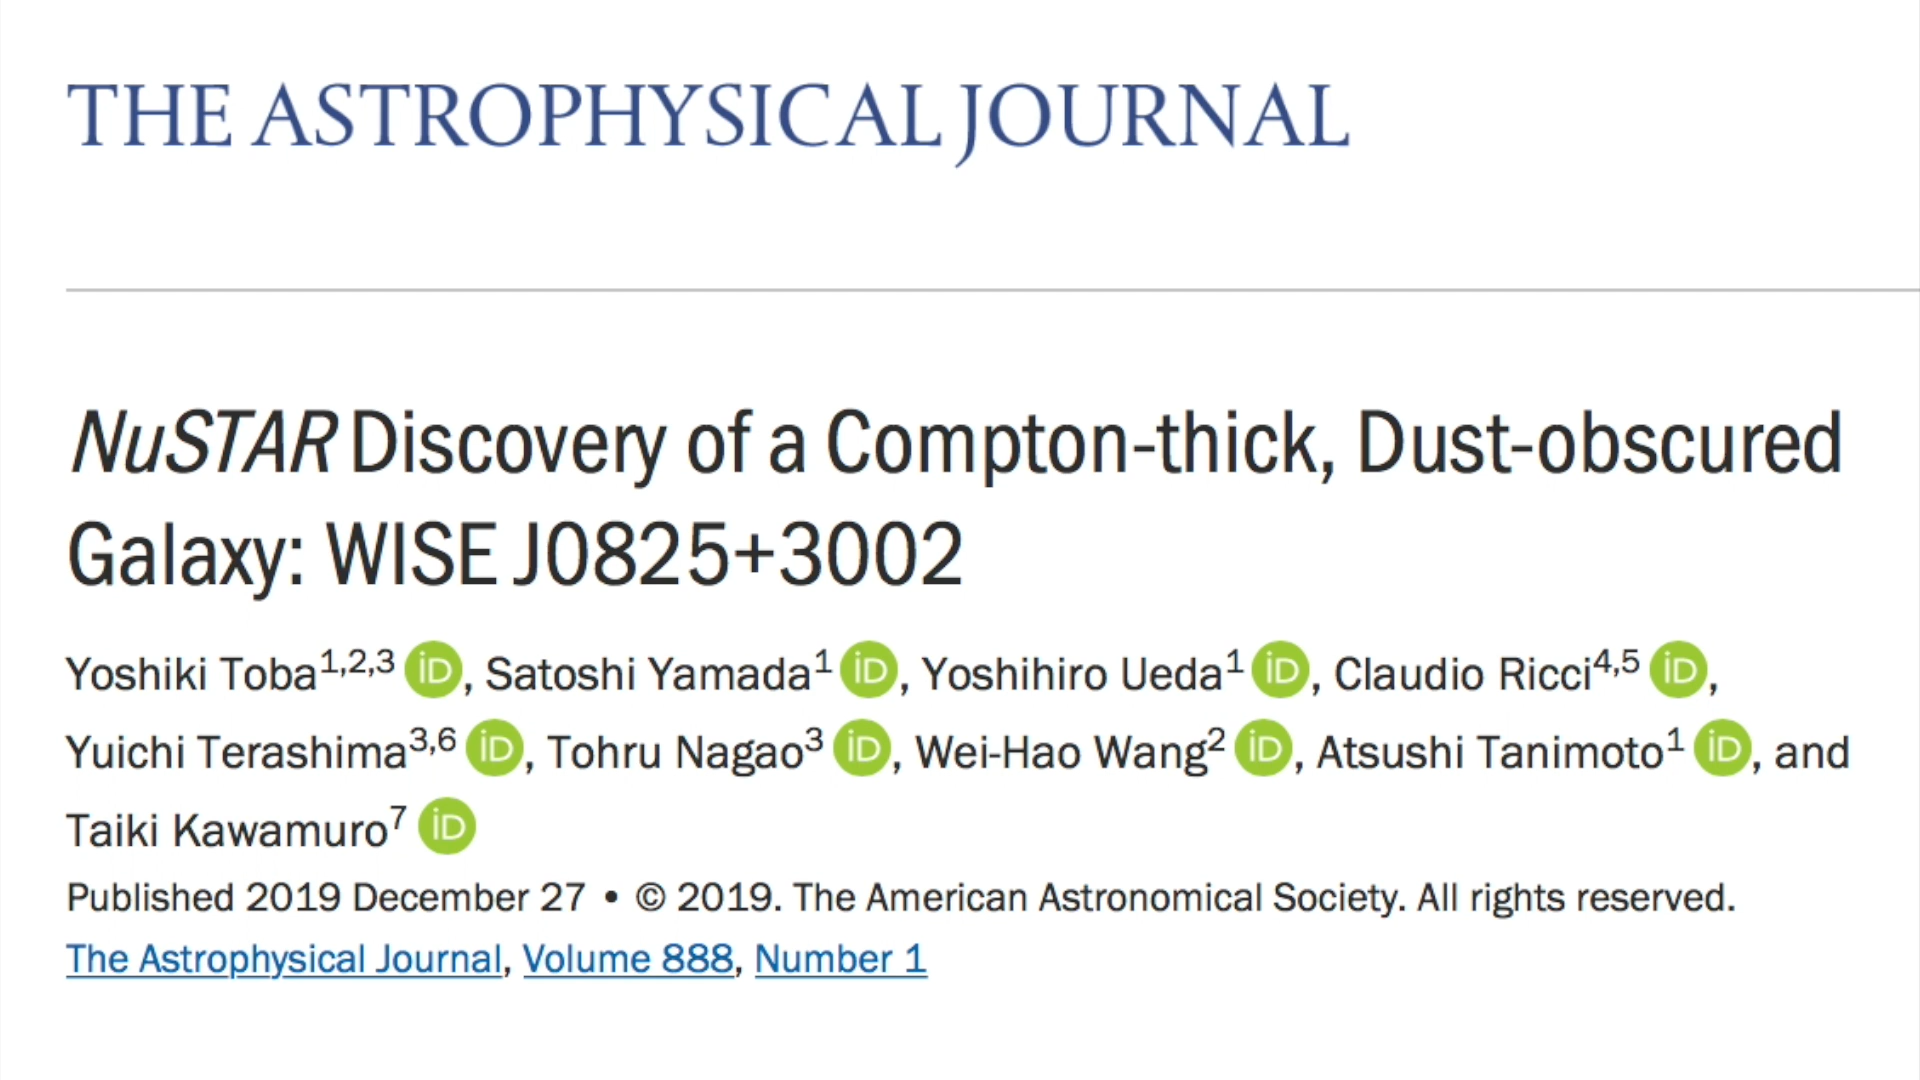 THE ASTROPHYSICAL JOURNAL
NuSTAR Discovery of a Compton-thick, Dust-obscured
Galaxy: WISE J0825+3002
Yoshiki Toba1,2,3 iD, Satoshi Yamada1 iD, Yoshihiro Ueda1 iD, Claudio Ricci4,5 iD,
Yuichi Terashima3,6 iD, Tohru Nagao3 iD, Wei-Hao Wang2 iD, Atsushi Tanimoto1 iD, and
Taiki Kawamuro7 iD
Published 2019 December 27 • © 2019. The American Astronomical Society. All rights reserved.
The Astrophysical Journal, Volume 888, Number 1